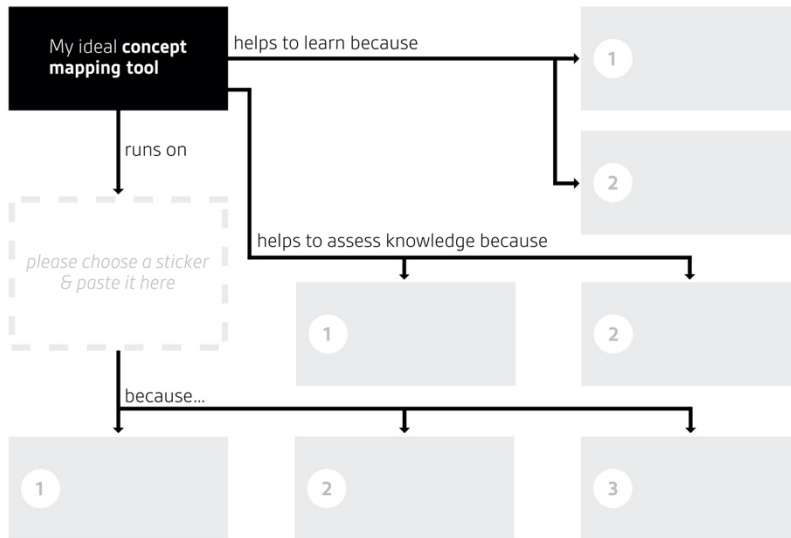 My ideal concept
mapping tool
helps to learn because
1
runs on
2
please choose a sticker
& paste it here
helps to assess knowledge because
1
2
because...
1
2
3